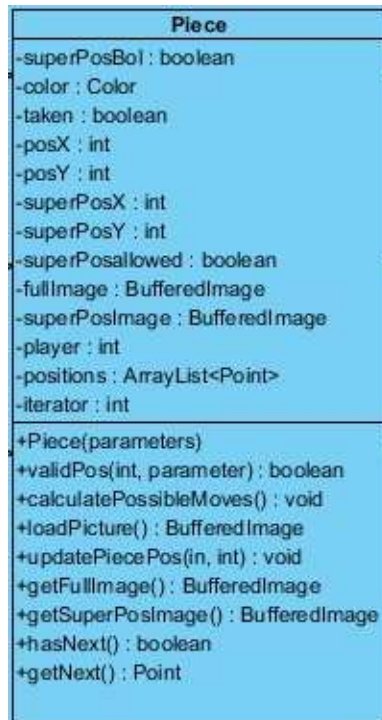 Piece
-superPosBol : boolean
-color : Color
-taken : boolean
-posX : int
-posY : int
-superPosX : int
-superPosY : int
-superPosallowed : boolean
-fullImage : BufferedImage
-superPosImage : BufferedImage
-player : int
-positions : ArrayList<Point>
-iterator : int
+Piece(parameters)
+validPos(int, parameter) : boolean
+calculatePossibleMoves() : void
+loadPicture() : BufferedImage
+updatePiecePos(in, int) : void
+getFullImage() : BufferedImage
+getSuperPosImage() : BufferedImage
+hasNext() : boolean
+getNext() : Point